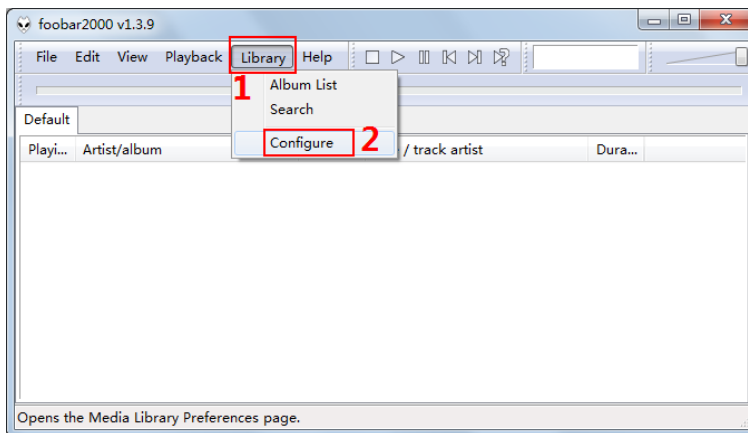 foobar2000 v1.3.9
File Edit View Playback Library Help
1
Album List
Search
Configure 2
Default
Playi... Artist/album / track artist Dura...
Opens the Media Library Preferences page.